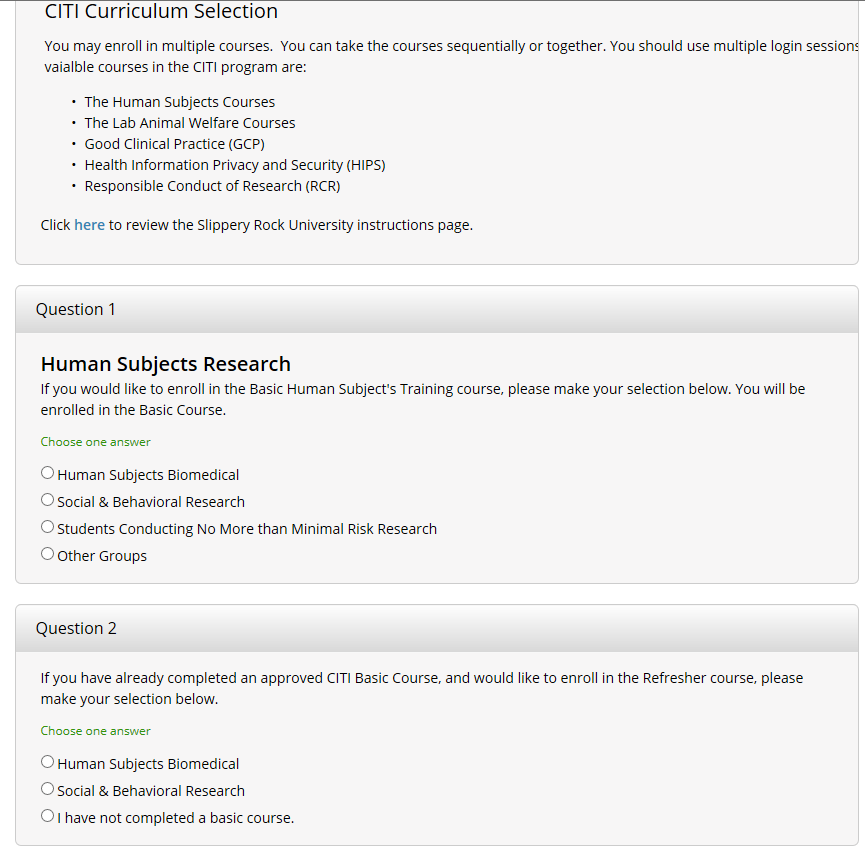 CITI Curriculum Selection
You may enroll in multiple courses. You can take the courses sequentially or together. You should use multiple login sessions
vaialble courses in the CITI program are:
• The Human Subjects Courses
• The Lab Animal Welfare Courses
• Good Clinical Practice (GCP)
• Health Information Privacy and Security (HIPS)
• Responsible Conduct of Research (RCR)
Click here to review the Slippery Rock University instructions page.
Question 1
Human Subjects Research
If you would like to enroll in the Basic Human Subject's Training course, please make your selection below. You will be
enrolled in the Basic Course.
Choose one answer
Human Subjects Biomedical
Social & Behavioral Research
Students Conducting No More than Minimal Risk Research
Other Groups
Question 2
If you have already completed an approved CITI Basic Course, and would like to enroll in the Refresher course, please
make your selection below.
Choose one answer
Human Subjects Biomedical
Social & Behavioral Research
I have not completed a basic course.